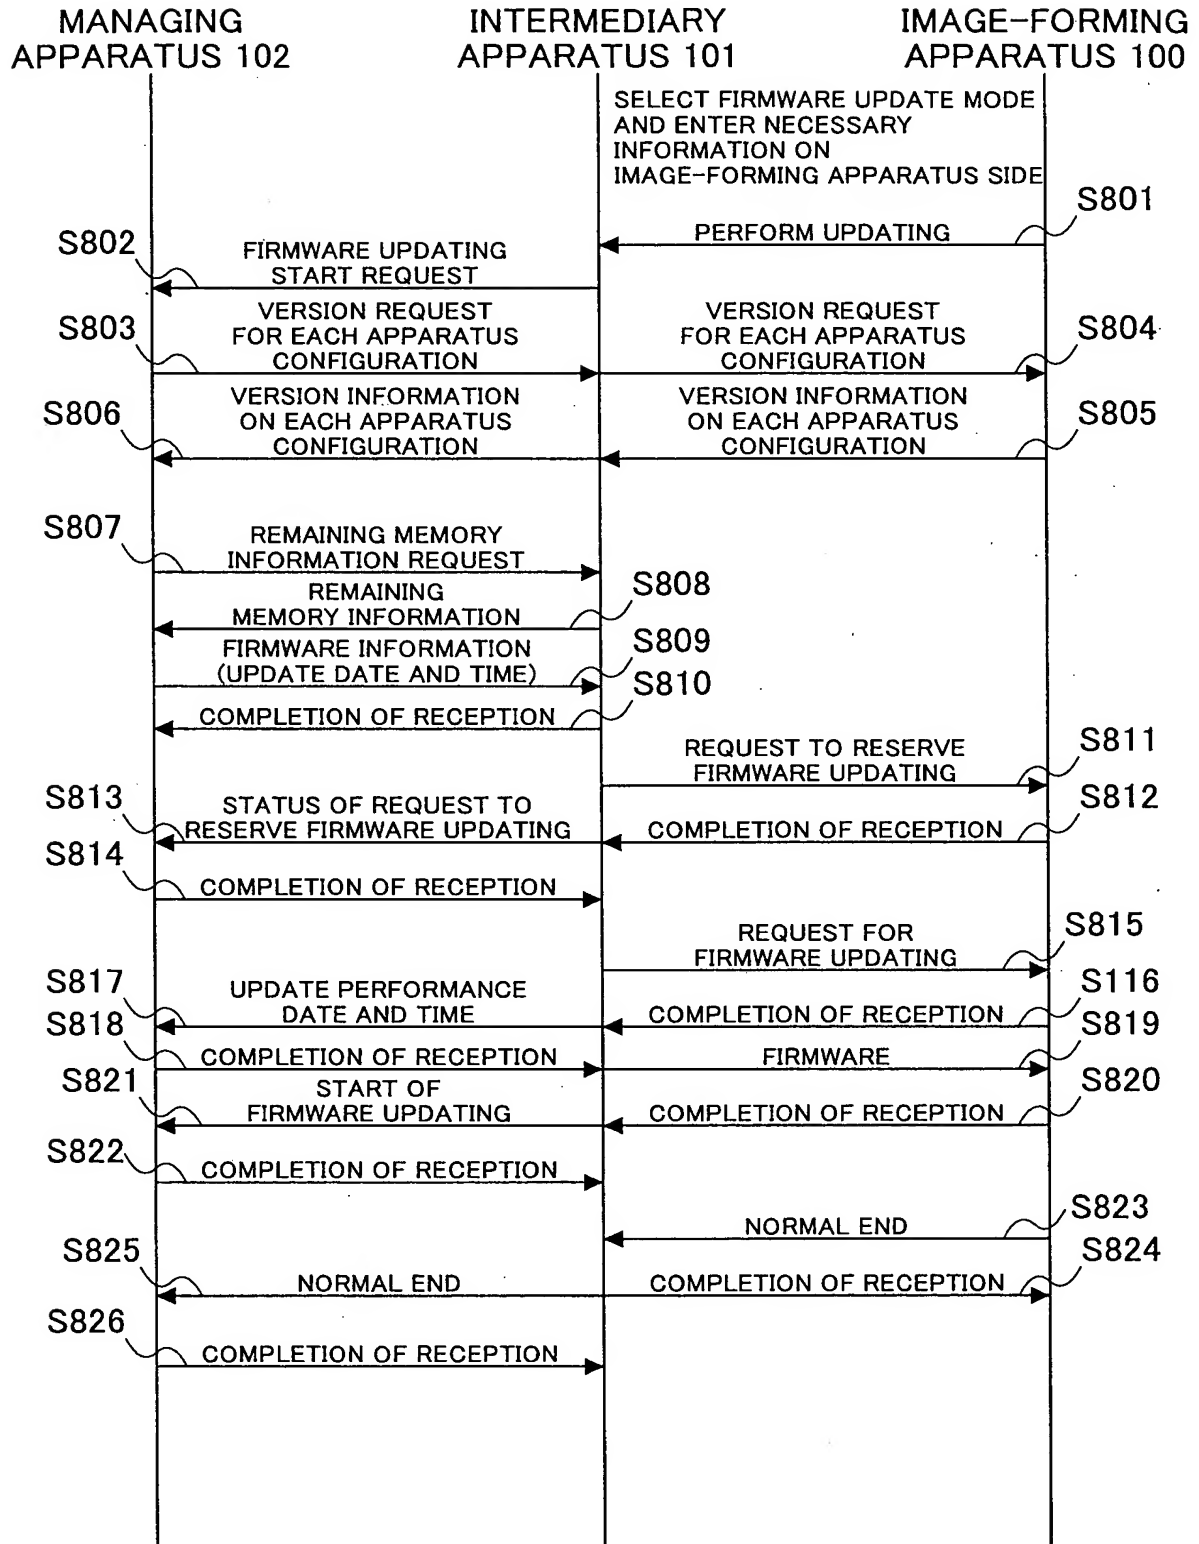 MANAGING
APPARATUS 102
INTERMEDIARY
APPARATUS 101
IMAGE-FORMING
APPARATUS 100
SELECT FIRMWARE UPDATE MODE
AND ENTER NECESSARY
INFORMATION ON
IMAGE-FORMING APPARATUS SIDE
S801
PERFORM UPDATING
S802
FIRMWARE UPDATING
START REQUEST
S803
VERSION REQUEST
FOR EACH APPARATUS
CONFIGURATION
VERSION REQUEST
FOR EACH APPARATUS
CONFIGURATION
S804
S806
VERSION INFORMATION
ON EACH APPARATUS
CONFIGURATION
VERSION INFORMATION
ON EACH APPARATUS
CONFIGURATION
S805
S807
REMAINING MEMORY
INFORMATION REQUEST
REMAINING
MEMORY INFORMATION
S808
FIRMWARE INFORMATION
(UPDATE DATE AND TIME)
S809
COMPLETION OF RECEPTION
S810
REQUEST TO RESERVE
FIRMWARE UPDATING
S811
S813
STATUS OF REQUEST TO
RESERVE FIRMWARE UPDATING
COMPLETION OF RECEPTION
S812
S814
COMPLETION OF RECEPTION
REQUEST FOR
FIRMWARE UPDATING
S815
S817
UPDATE PERFORMANCE
DATE AND TIME
COMPLETION OF RECEPTION
S116
S818
COMPLETION OF RECEPTION
FIRMWARE
S819
S821
START OF
FIRMWARE UPDATING
COMPLETION OF RECEPTION
S820
S822
COMPLETION OF RECEPTION
NORMAL END
S823
S825
NORMAL END
COMPLETION OF RECEPTION
S824
S826
COMPLETION OF RECEPTION